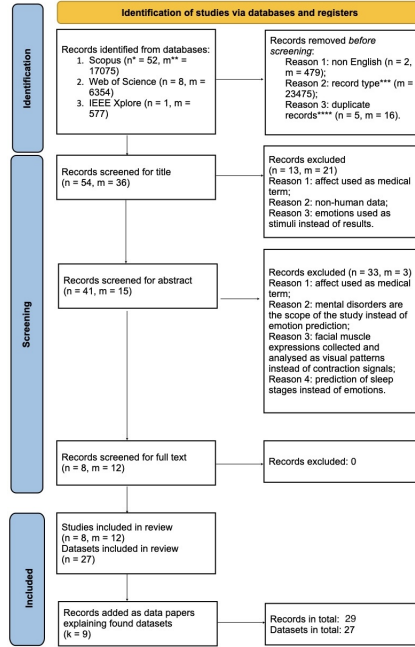 Identification of studies via databases and registers
Identification
Records identified from databases:
1. Scopus (n* = 52, m** =
17075)
2. Web of Science (n = 8, m =
6354)
3. IEEE Xplore (n = 1, m =
577)
Records removed before
screening:
Reason 1: non English (n = 2,
m = 479);
Reason 2: record type*** (m =
23475);
Reason 3: duplicate
records**** (n = 5, m = 16).
Screening
Records screened for title
(n = 54, m = 36)
Records excluded
(n = 13, m = 21)
Reason 1: affect used as medical
term;
Reason 2: non-human data;
Reason 3: emotions used as
stimuli instead of results.
Records screened for abstract
(n = 41, m = 15)
Records excluded (n = 33, m = 3)
Reason 1: affect used as medical
term;
Reason 2: mental disorders are
the scope of the study instead of
emotion prediction;
Reason 3: facial muscle
expressions collected and
analysed as visual patterns
instead of contraction signals;
Reason 4: prediction of sleep
stages instead of emotions.
Records screened for full text
(n = 8, m = 12)
Records excluded: 0
Included
Studies included in review
(n = 8, m = 12)
Datasets included in review
(n = 27)
Records added as data papers
explaining found datasets
(k = 9)
Records in total: 29
Datasets in total: 27